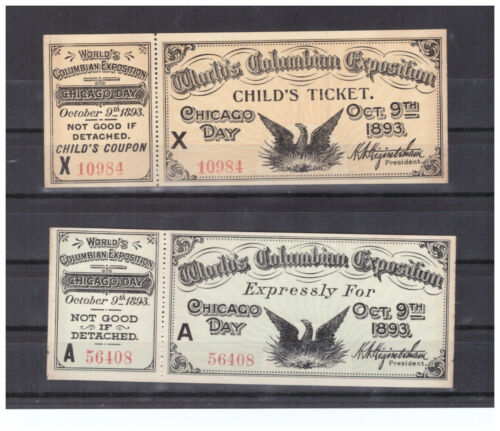 WORLD'S
COLUMBIAN EXPOSITION
CHICAGO DAY
October 9th 1893.
NOT GOOD IF
DETACHED.
CHILD'S COUPON
X 10984
World's Columbian Exposition
CHILD'S TICKET.
CHICAGO DAY
OCT. 9TH 1893.
X
10984
H.N. Higinbotham
President.
WORLD'S
COLUMBIAN EXPOSITION
CHICAGO DAY
October 9th 1893.
NOT GOOD
IF
DETACHED.
A 56408
World's Columbian Exposition
Expressly For
CHICAGO DAY
OCT. 9TH 1893.
A
56408
H.N. Higinbotham
President.